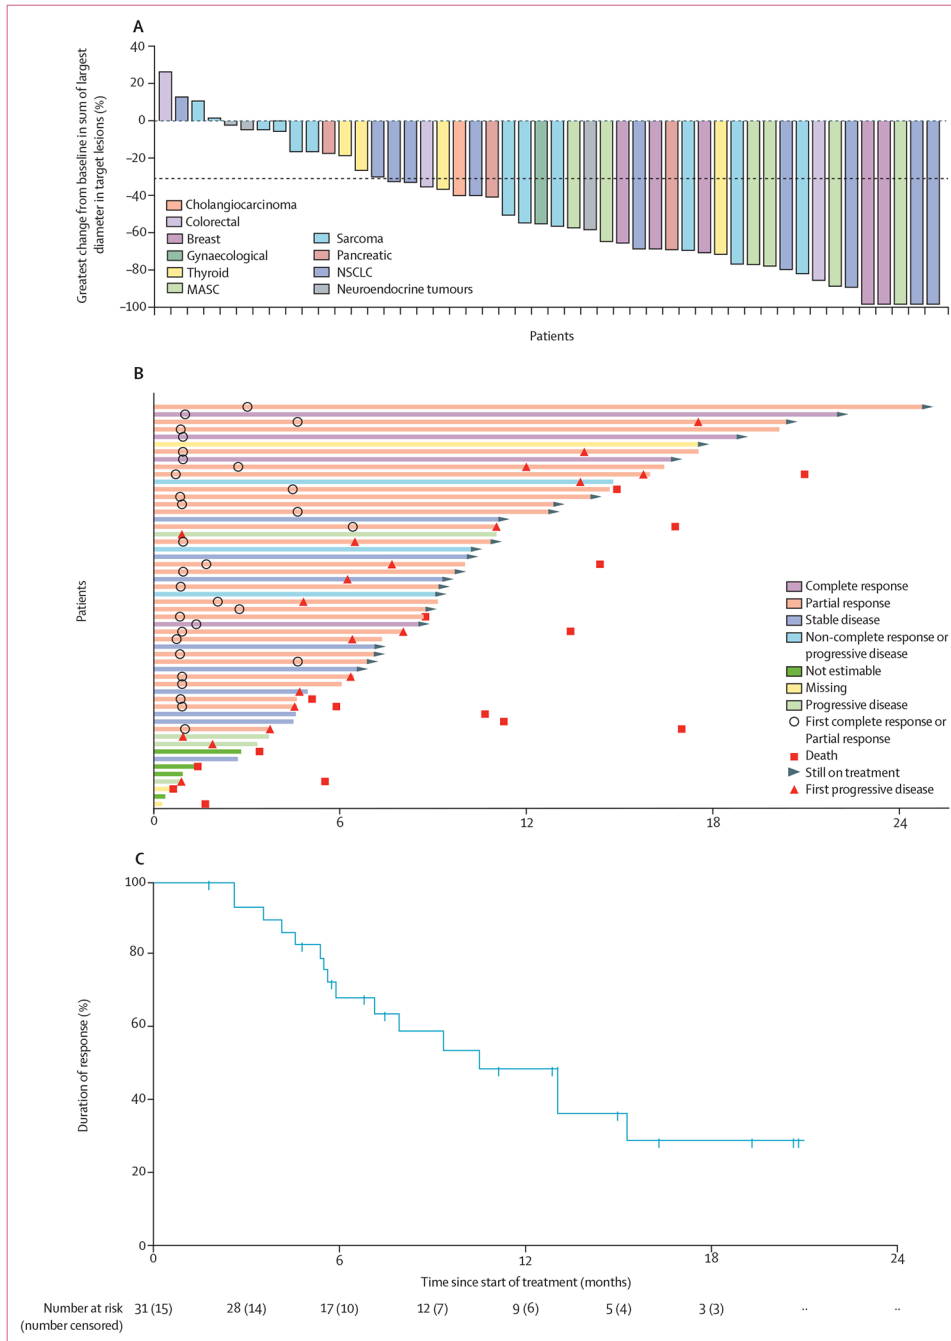 A
Greatest change from baseline in sum of largest
diameter in target lesions (%)
40
20
0
–20
–40
–60
–80
–100
Cholangiocarcinoma
Colorectal
Breast
Gynaecological
Thyroid
MASC
Sarcoma
Pancreatic
NSCLC
Neuroendocrine tumours
Patients
B
Patients
Complete response
Partial response
Stable disease
Non-complete response or
progressive disease
Not estimable
Missing
Progressive disease
First complete response or
Partial response
Death
Still on treatment
First progressive disease
0 6 12 18 24
C
Duration of response (%)
100
80
60
40
20
0
0 6 12 18 24
Time since start of treatment (months)
Number at risk 31 (15) 28 (14) 17 (10) 12 (7) 9 (6) 5 (4) 3 (3) ·· ··
(number censored)